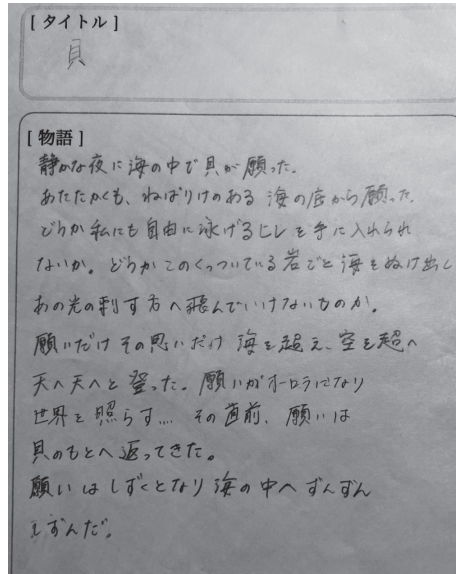 [タイトル]
貝
[物語]
静かな夜に海の中で貝が願った。
あたたかくも、ねばりけのある海の底から願った。
どうか私にも自由に泳げるヒレを手に入れられ
ないか。どうかこのくっついている岩ごと海をぬけ出し
あの光の刺す方へ飛んでいけないものか。
願いだけその思いだけ海を超え、空を超へ
天へ天へと登った。願いがオーロラになり
世界を照らす… その直前、願いは
貝のもとへ返ってきた。
願いはしずくとなり海の中へずんずん
しずんだ。